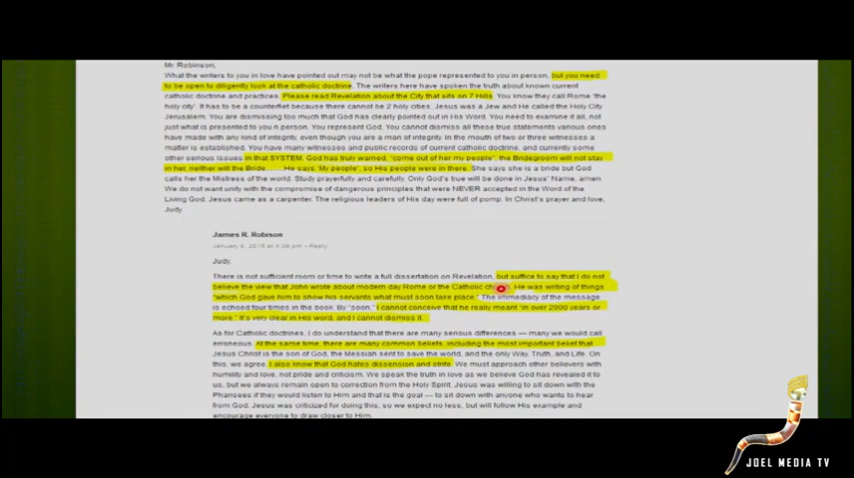 Mr. Robinson,
What the writers to you in love have pointed out may not be what the pope represented to you in person, but you need
to be open to diligently look at the catholic doctrine. The writers here have spoken the truth about known current
catholic doctrine and practices. Please read Revelation about the City that sits on 7 Hills. You know they call Rome "the
holy city". It has to be a counterfeit because there cannot be 2 holy cities. Jesus was a Jew and He called the Holy City
Jerusalem. You are dismissing too much that God has clearly pointed out in His Word. You need to examine it all, not
just what is presented to you n person. You represent God. You cannot dismiss all these true statements various ones
have made with any kind of integrity, even though you are a man of integrity. In the mouth of two or three witnesses a
matter is established. You have many witnesses and public records of current catholic doctrine, and currently some
other serious issues in that SYSTEM. God has truly warned, "come out of her my people", the Bridegroom will not stay
in her, neither will the Bride. He says 'My people", so His people were in there. She says she is a bride but God
calls her the Mistress of the world. Study prayerfully and carefully. Only God's true will be done in Jesus' Name, amen.
We do not want unity with the compromise of dangerous principles that were NEVER accepted in the Word of the
Living God. Jesus came as a carpenter. The religious leaders of His day were full of pomp. In Christ's prayer and love,
Judy
James R. Robison
January 6, 2015 at 4:29 pm - Reply
Judy,
There is not sufficient room or time to write a full dissertation on Revelation, but suffice to say that I do not
believe the view that John wrote about modern day Rome or the Catholic He was writing of things
"which God gave him to show his servants what must soon take place." The immediacy of the message
is echoed four times in the book. By "soon," I cannot conceive that he really meant "in over 2000 years or
more." It's very clear in His word, and I cannot dismiss it.
As for Catholic doctrines, I do understand that there are many serious differences — many we would call
erroneous. At the same time, there are many common beliefs, including the most important belief that
Jesus Christ is the son of God, the Messiah sent to save the world, and the only Way, Truth, and Life. On
this, we agree. I also know that God hates dissension and strife. We must approach other believers with
humility and love, not pride and criticism. We speak the truth in love as we believe God has revealed it to
us, but we always remain open to correction from the Holy Spirit. Jesus was willing to sit down with the
Pharisees if they would listen to Him and that is the goal — to sit down with anyone who wants to hear
from God. Jesus was criticized for doing this, so we expect no less, but will follow His example and
encourage everyone to draw closer to Him.
JOEL MEDIA TV